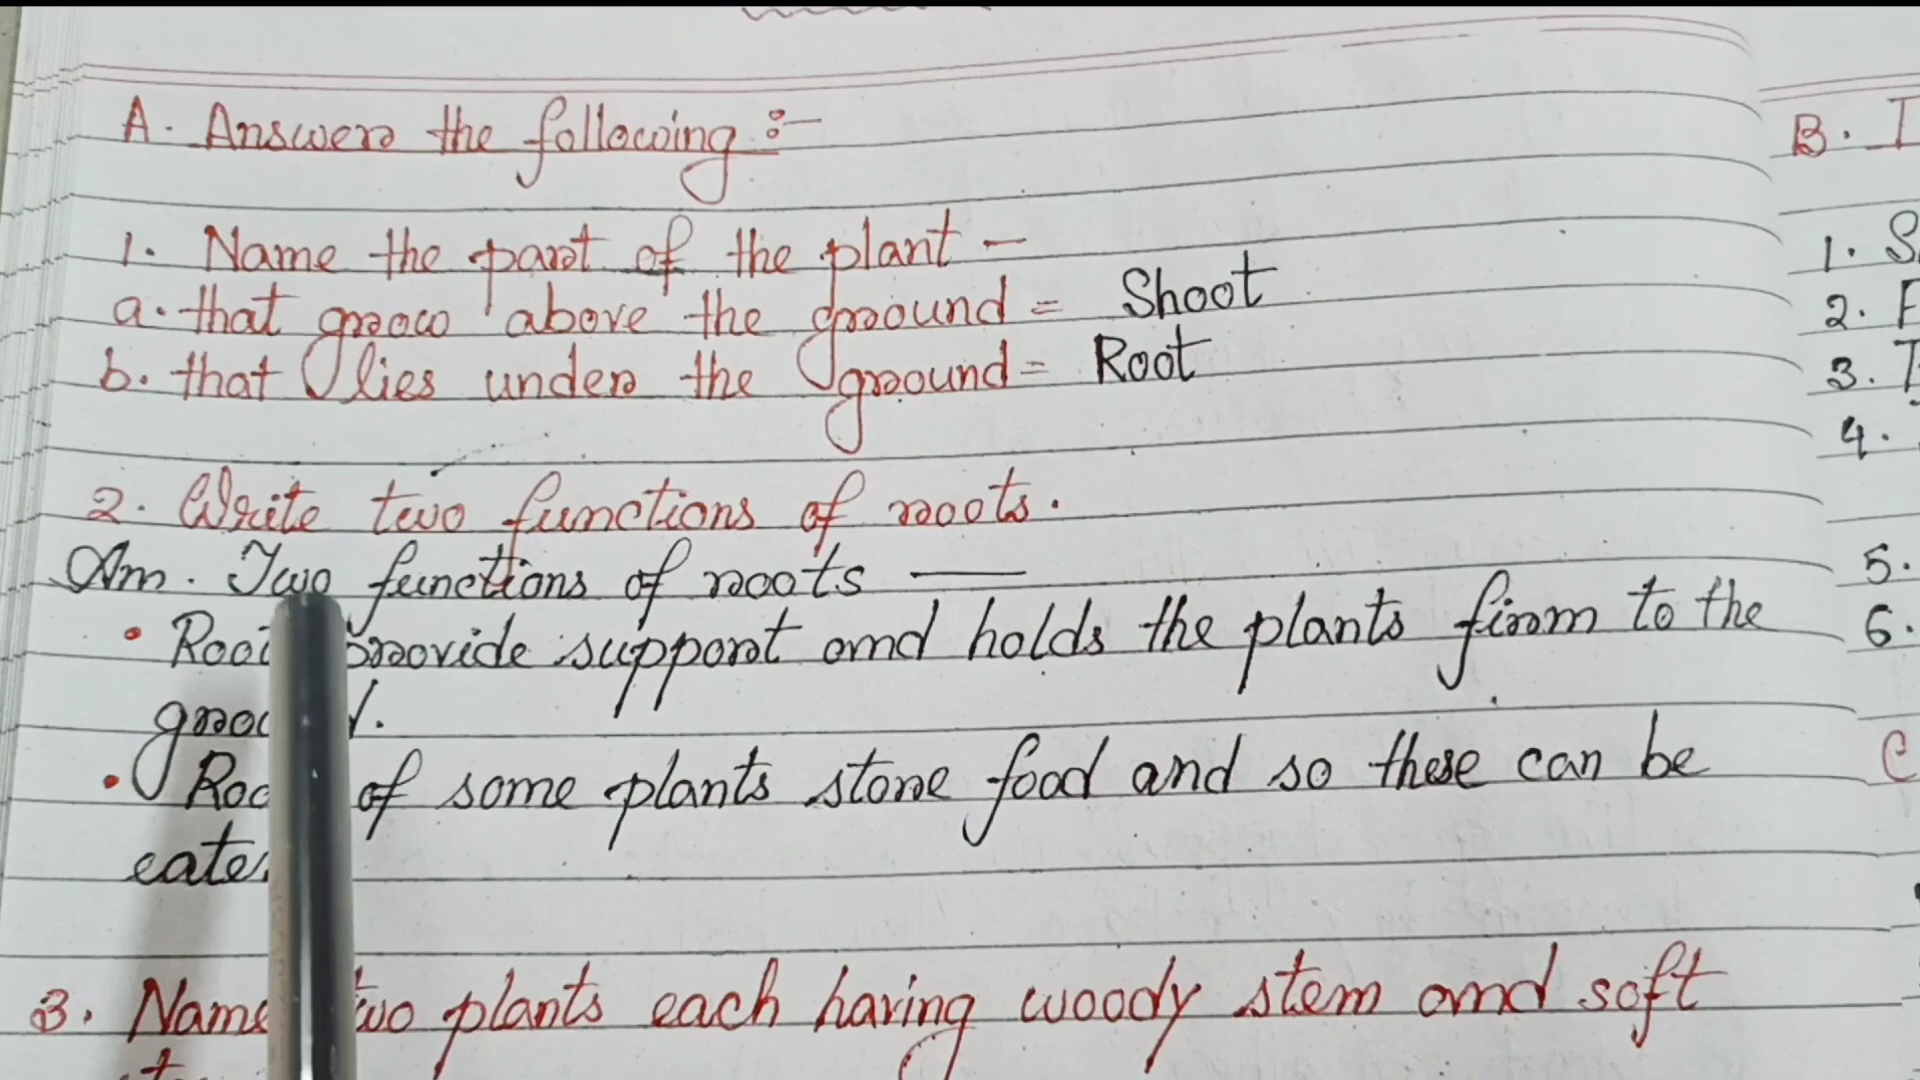 A. Answer the following :-
1. Name the part of the plant -
a. that grow above the ground = Shoot
b. that lies under the ground = Root
2. Write two functions of roots.
Ans. Two functions of roots —
• provide support and holds the plants firm to the
• of some plants store food and so these can be
3. two plants each having woody stem and soft
B.
1.
2.
3.
4.
5.
6.
C